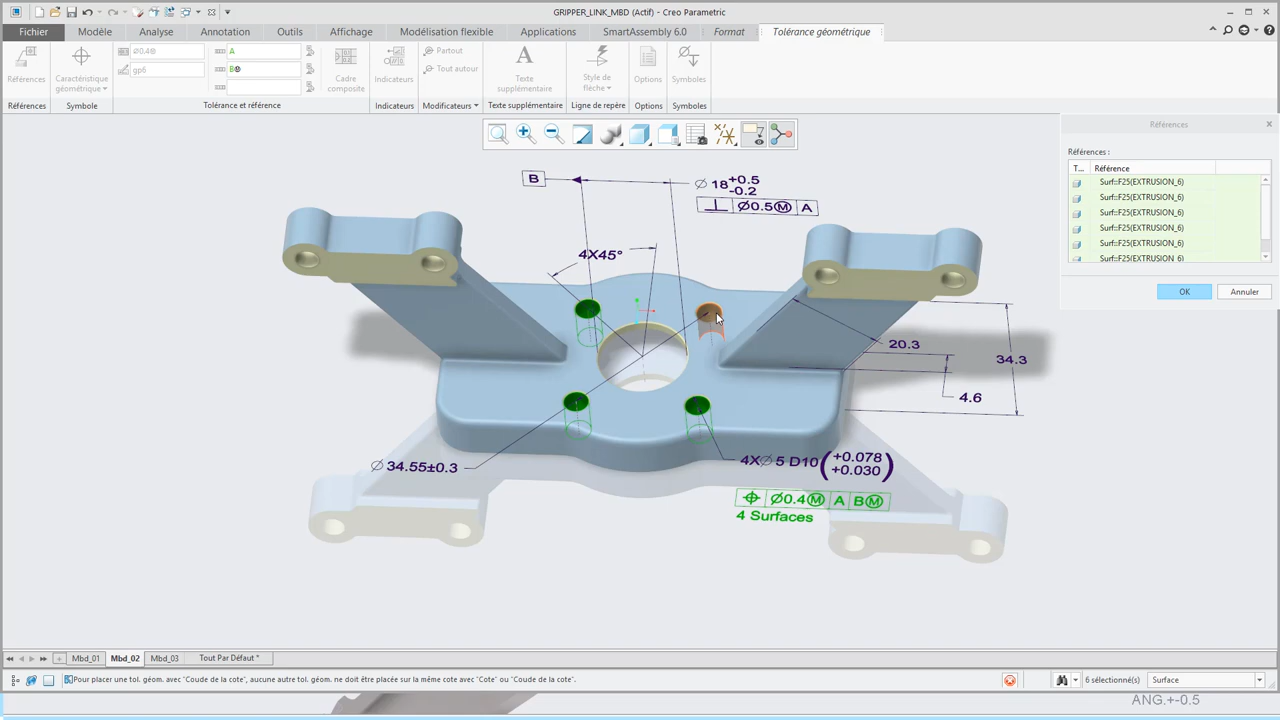 GRIPPER_LINK_MBD (Actif) - Creo Parametric
Fichier Modèle Analyse Annotation Outils Affichage Modélisation flexible Applications SmartAssembly 6.0 Format Tolérance géométrique
Références
Caractéristique géométrique
Ø0.4Ⓜ
gp6
A
BⓂ
Cadre composite
Indicateurs
Partout
Tout autour
Texte supplémentaire
Style de flèche
Options
Symboles
Références Symbole Tolérance et référence Indicateurs Modificateurs Texte supplémentaire Ligne de repère Options Symboles
Références
Références :
T... Référence
Surf::F25(EXTRUSION_6)
Surf::F25(EXTRUSION_6)
Surf::F25(EXTRUSION_6)
Surf::F25(EXTRUSION_6)
Surf::F25(EXTRUSION_6)
Surf::F25(EXTRUSION_6)
OK Annuler
B
Ø 18 +0.5 -0.2
⊥ Ø0.5Ⓜ A
4X45°
20.3
34.3
4.6
Ø 34.55±0.3
4XØ 5 D10 (+0.078 +0.030)
⌖ Ø0.4Ⓜ A BⓂ
4 Surfaces
Mbd_01 Mbd_02 Mbd_03 Tout Par Défaut *
Pour placer une tol. géom. avec "Coude de la cote", aucune autre tol. géom. ne doit être placée sur la même cote avec "Cote" ou "Coude de la cote".
6 sélectionné(s) Surface
ANG.+-0.5